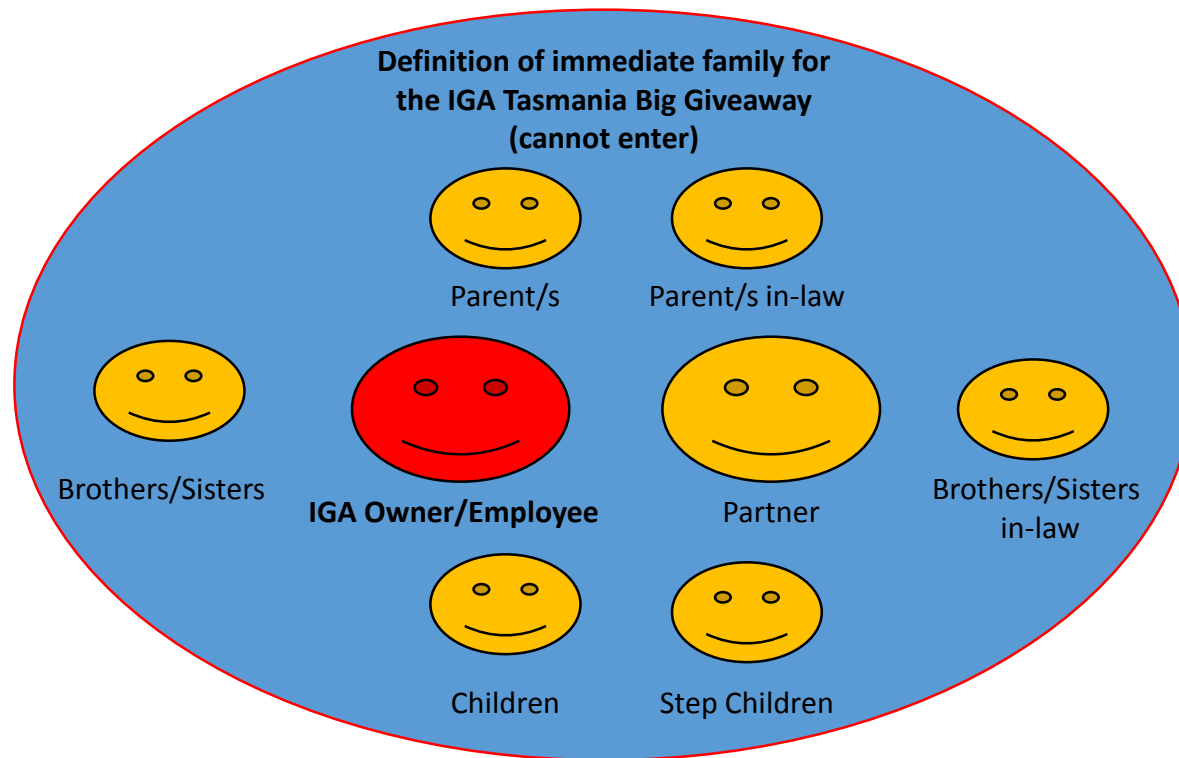 Definition of immediate family for
the IGA Tasmania Big Giveaway
(cannot enter)
Parent/s
Parent/s in-law
Brothers/Sisters
IGA Owner/Employee
Partner
Brothers/Sisters
in-law
Children
Step Children